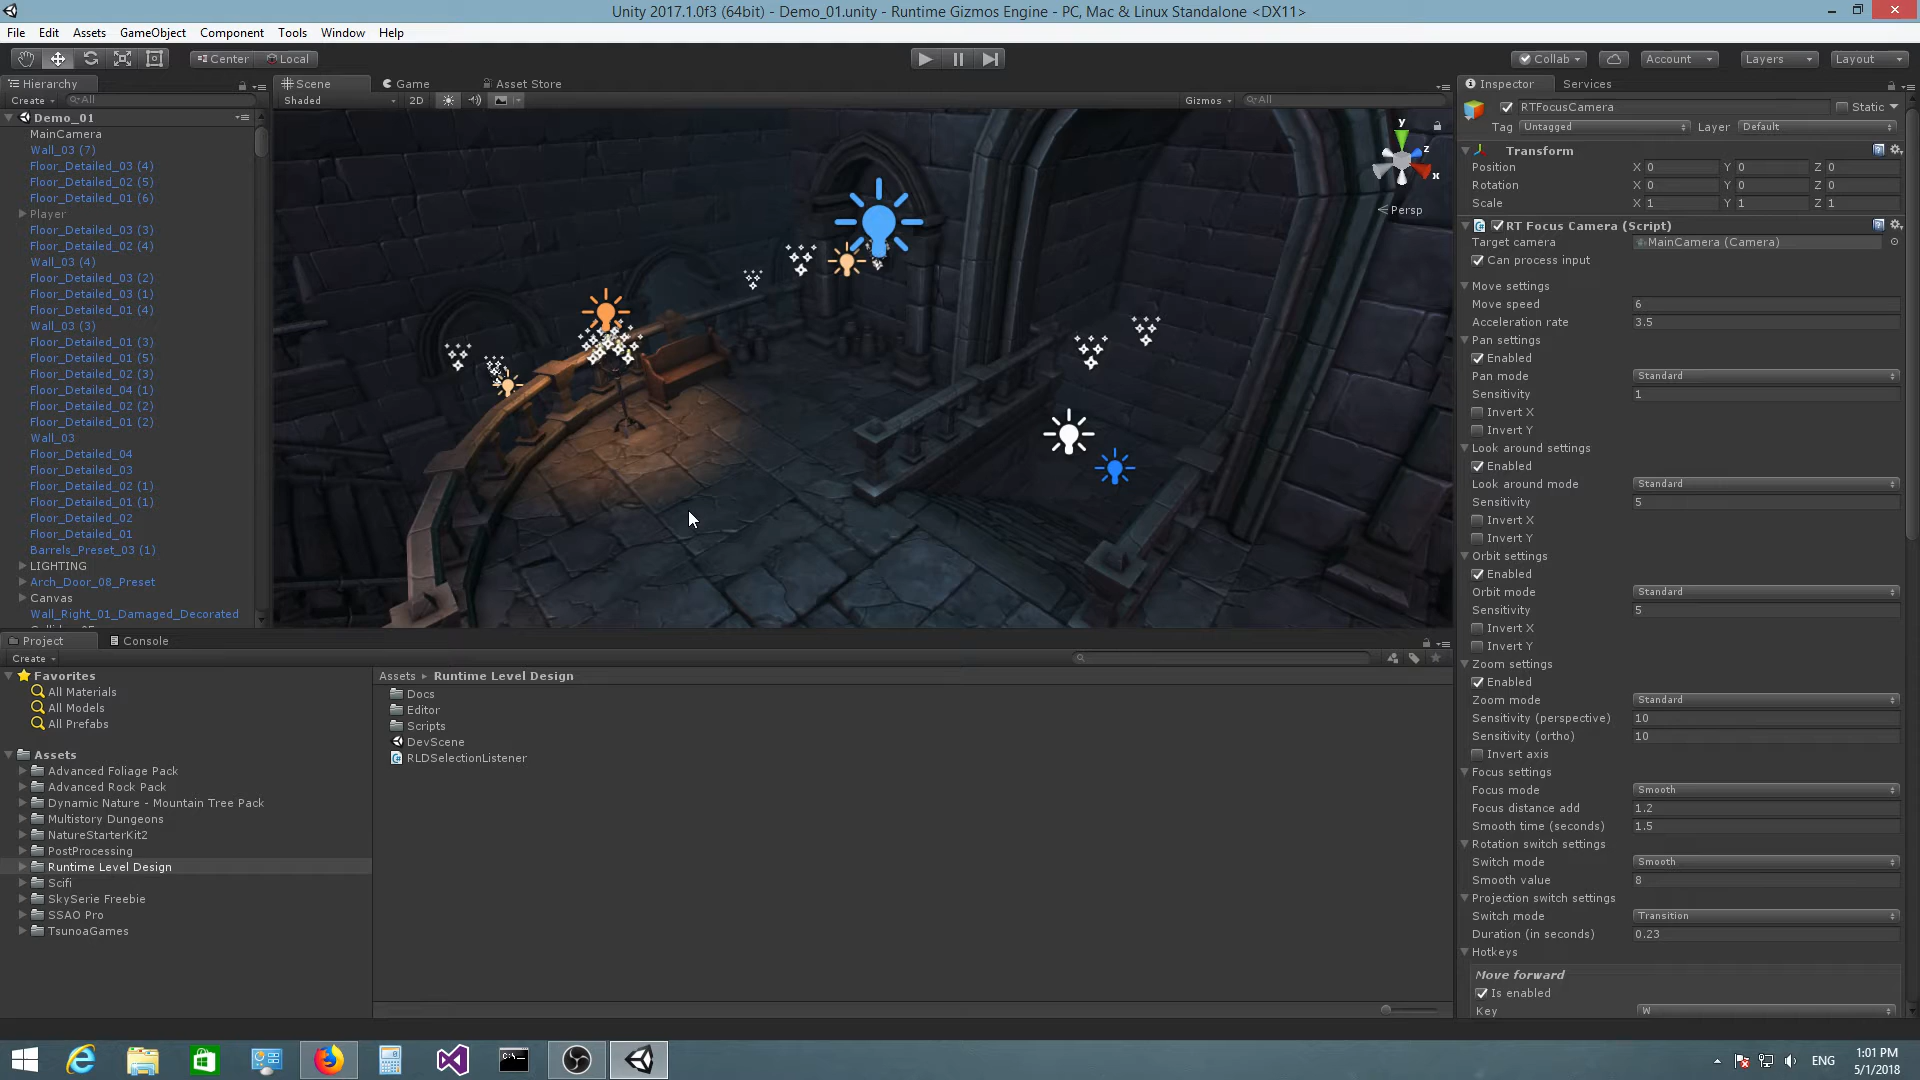 Unity 2017.1.0f3 (64bit) - Demo_01.unity - Runtime Gizmos Engine - PC, Mac & Linux Standalone <DX11>
File Edit Assets GameObject Component Tools Window Help
Center Local Collab Account Layers Layout
Hierarchy
Create All
Demo_01
MainCamera
Wall_03 (7)
Floor_Detailed_03 (4)
Floor_Detailed_02 (5)
Floor_Detailed_01 (6)
Player
Floor_Detailed_03 (3)
Floor_Detailed_02 (4)
Wall_03 (4)
Floor_Detailed_03 (2)
Floor_Detailed_03 (1)
Floor_Detailed_01 (4)
Wall_03 (3)
Floor_Detailed_01 (3)
Floor_Detailed_01 (5)
Floor_Detailed_02 (3)
Floor_Detailed_04 (1)
Floor_Detailed_02 (2)
Floor_Detailed_01 (2)
Wall_03
Floor_Detailed_04
Floor_Detailed_03
Floor_Detailed_02 (1)
Floor_Detailed_01 (1)
Floor_Detailed_02
Floor_Detailed_01
Barrels_Preset_03 (1)
LIGHTING
Arch_Door_08_Preset
Canvas
Wall_Right_01_Damaged_Decorated
Scene Game Asset Store
Shaded 2D Gizmos All
y
z
x
Persp
Project Console
Create
Favorites
All Materials
All Models
All Prefabs
Assets
Advanced Foliage Pack
Advanced Rock Pack
Dynamic Nature - Mountain Tree Pack
Multistory Dungeons
NatureStarterKit2
PostProcessing
Runtime Level Design
Scifi
SkySerie Freebie
SSAO Pro
TsunoaGames
Assets ▸ Runtime Level Design
Docs
Editor
Scripts
DevScene
RLDSelectionListener
Inspector Services
RTFocusCamera Static
Tag Untagged Layer Default
Transform
Position X 0 Y 0 Z 0
Rotation X 0 Y 0 Z 0
Scale X 1 Y 1 Z 1
RT Focus Camera (Script)
Target camera MainCamera (Camera)
Can process input
Move settings
Move speed 6
Acceleration rate 3.5
Pan settings
Enabled
Pan mode Standard
Sensitivity 1
Invert X
Invert Y
Look around settings
Enabled
Look around mode Standard
Sensitivity 5
Invert X
Invert Y
Orbit settings
Enabled
Orbit mode Standard
Sensitivity 5
Invert X
Invert Y
Zoom settings
Enabled
Zoom mode Standard
Sensitivity (perspective) 10
Sensitivity (ortho) 10
Invert axis
Focus settings
Focus mode Smooth
Focus distance add 1.2
Smooth time (seconds) 1.5
Rotation switch settings
Switch mode Smooth
Smooth value 8
Projection switch settings
Switch mode Transition
Duration (in seconds) 0.23
Hotkeys
Move forward
Is enabled
Key W
ENG
1:01 PM
5/1/2018